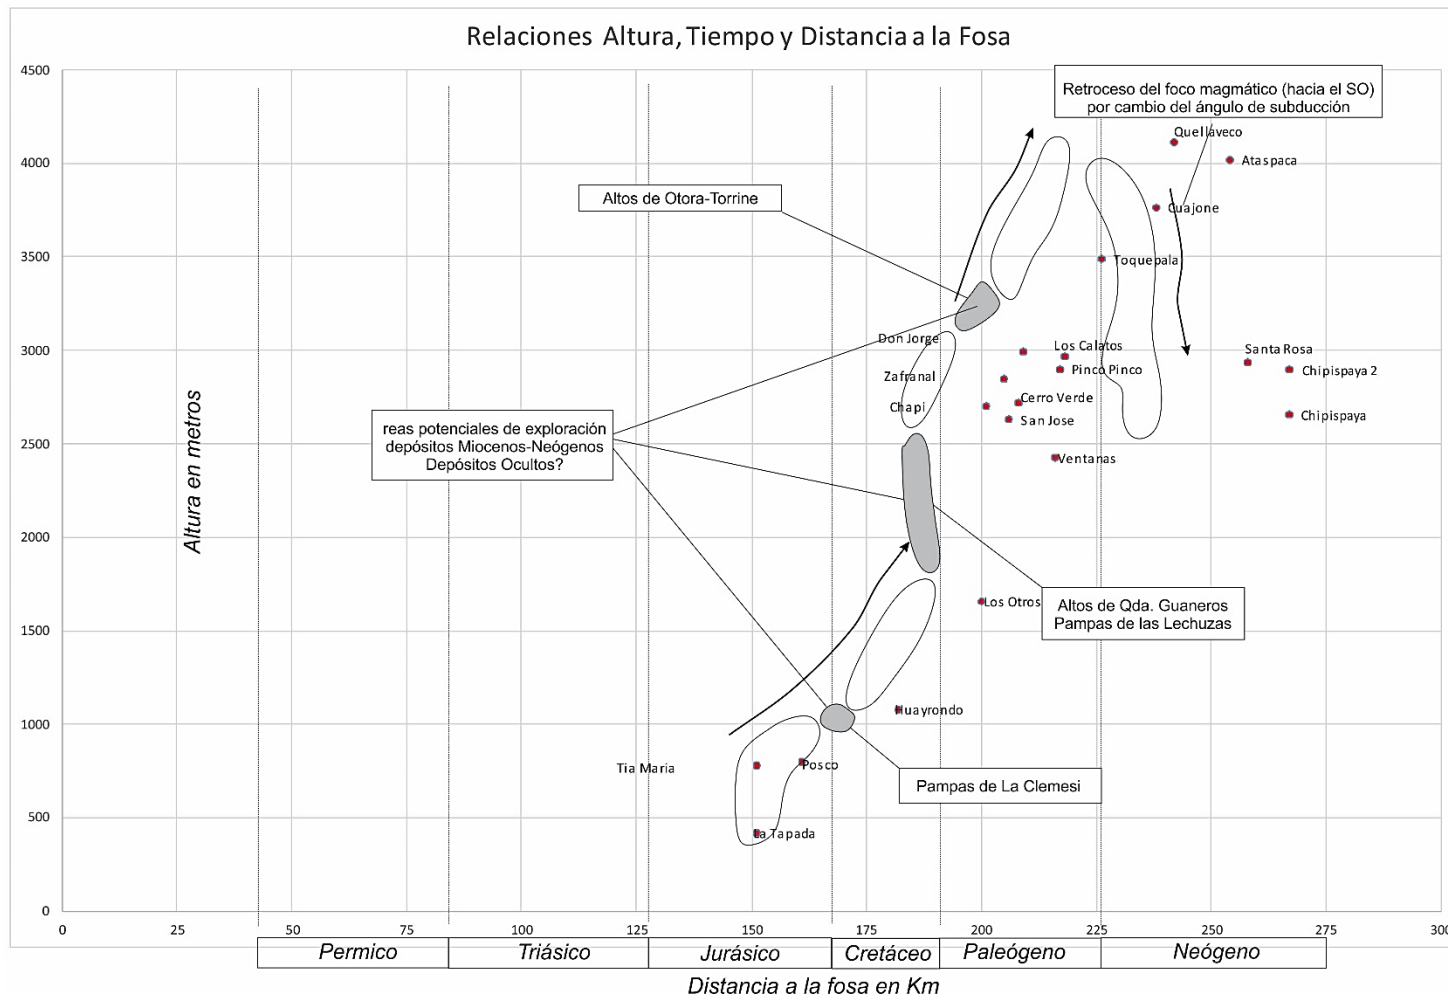 Relaciones Altura, Tiempo y Distancia a la Fosa
4500
4000
3500
3000
2500
2000
1500
1000
500
0
Altura en metros
Retroceso del foco magmático (hacia el SO)
por cambio del ángulo de subducción
Quellaveco
Ataspaca
Altos de Otora-Torrine
Cuajone
Toquepala
Don Jorge
Los Calatos
Santa Rosa
Zafranal
Pinco Pinco
Chipispaya 2
Chapi
Cerro Verde
San Jose
Chipispaya
reas potenciales de exploración
depósitos Miocenos-Neógenos
Depósitos Ocultos?
Ventanas
Los Otros
Altos de Qda. Guaneros
Pampas de las Lechuzas
Huayrondo
Tia Maria
Posco
Pampas de La Clemesi
La Tapada
0 25 50 75 100 125 150 175 200 225 250 275 300
Permico Triásico Jurásico Cretáceo Paleógeno Neógeno
Distancia a la fosa en Km